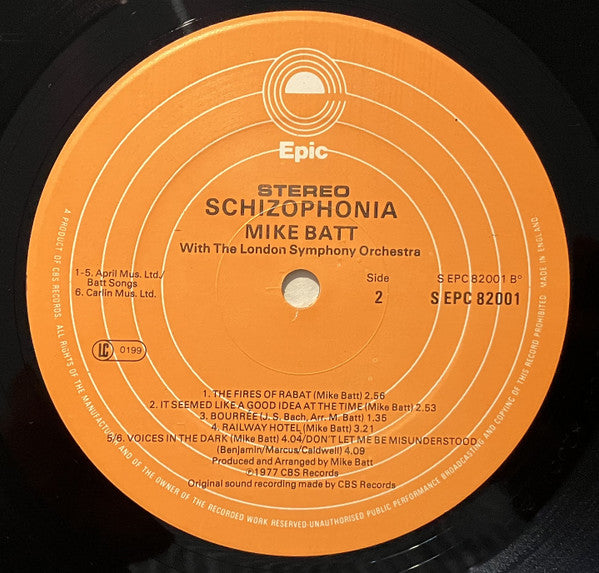 Epic
STEREO
SCHIZOPHONIA
MIKE BATT
With The London Symphony Orchestra
1-5. April Mus. Ltd./
Batt Songs
6. Carlin Mus. Ltd.
Side
2
S EPC 82001 B°
S EPC 82001
LC 0199
1. THE FIRES OF RABAT (Mike Batt) 2.56
2. IT SEEMED LIKE A GOOD IDEA AT THE TIME (Mike Batt) 2.53
3. BOURRÉE (J. S. Bach, Arr. M. Batt) 1.35
4. RAILWAY HOTEL (Mike Batt) 3.21
5/6. VOICES IN THE DARK (Mike Batt) 4.04/DON'T LET ME BE MISUNDERSTOOD
(Benjamin/Marcus/Caldwell) 4.09
Produced and Arranged by Mike Batt
℗1977 CBS Records
Original sound recording made by CBS Records
A PRODUCT OF CBS RECORDS. ALL RIGHTS OF THE MANUFACTURER AND OF THE OWNER OF THE RECORDED WORK RESERVED-UNAUTHORISED PUBLIC PERFORMANCE BROADCASTING AND COPYING OF THIS RECORD PROHIBITED MADE IN ENGLAND.